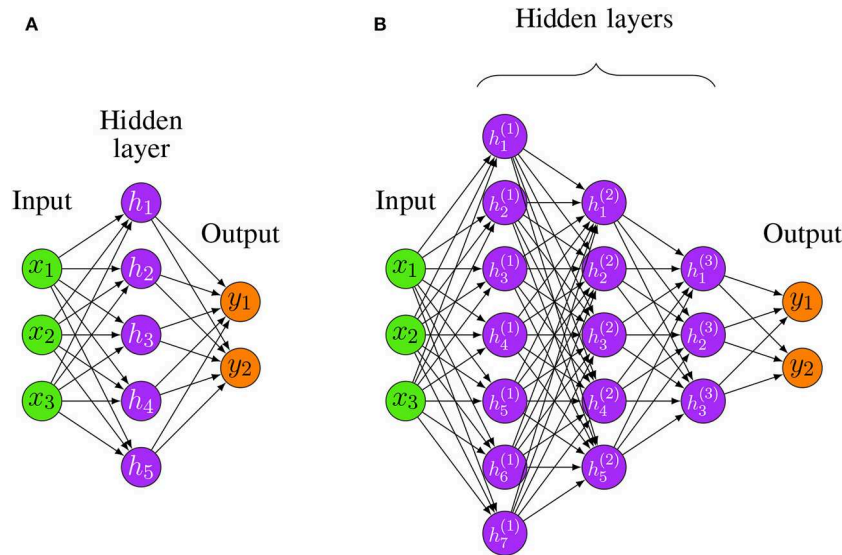 A
Hidden
layer
Input
Output
x₁
x₂
x₃
h₁
h₂
h₃
h₄
h₅
y₁
y₂
B
Hidden layers
Input
Output
x₁
x₂
x₃
h₁⁽¹⁾
h₂⁽¹⁾
h₃⁽¹⁾
h₄⁽¹⁾
h₅⁽¹⁾
h₆⁽¹⁾
h₇⁽¹⁾
h₁⁽²⁾
h₂⁽²⁾
h₃⁽²⁾
h₄⁽²⁾
h₅⁽²⁾
h₁⁽³⁾
h₂⁽³⁾
h₃⁽³⁾
y₁
y₂